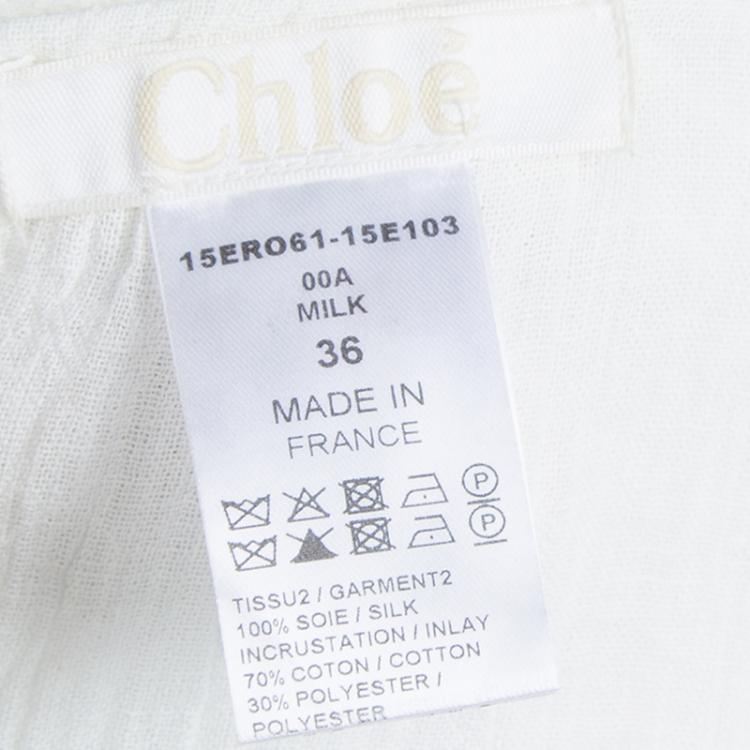 Chloé
15ERO61-15E103
00A
MILK
36
MADE IN
FRANCE
P
P
TISSU2 / GARMENT2
100% SOIE / SILK
INCRUSTATION / INLAY
70% COTON / COTTON
30% POLYESTER /
POLYESTER